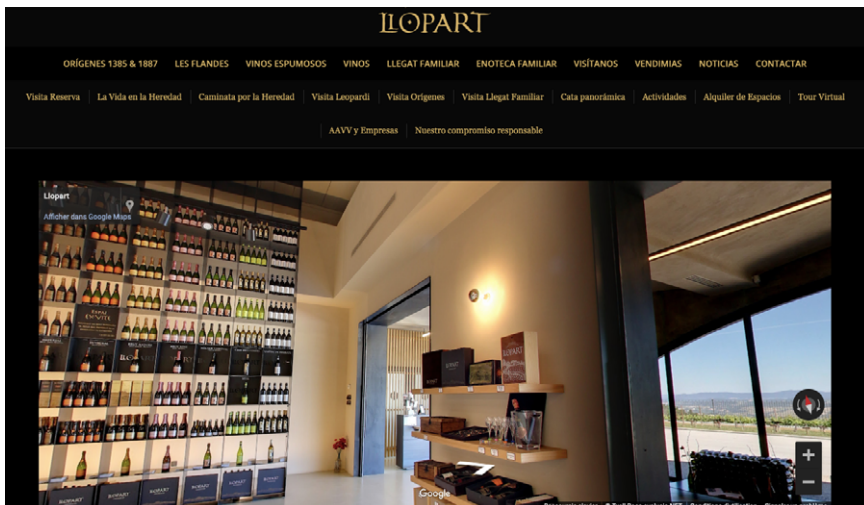 LLOPART
ORÍGENES 1385 & 1887 LES FLANDES VINOS ESPUMOSOS VINOS LLEGAT FAMILIAR ENOTECA FAMILIAR VISÍTANOS VENDIMIAS NOTICIAS CONTACTAR
Visita Reserva La Vida en la Heredad Caminata por la Heredad Visita Leopardi Visita Orígenes Visita Llegat Familiar Cata panorámica Actividades Alquiler de Espacios Tour Virtual
AAVV y Empresas Nuestro compromiso responsable
Llopart
Afficher dans Google Maps
LLOPART
LLOPART
Google